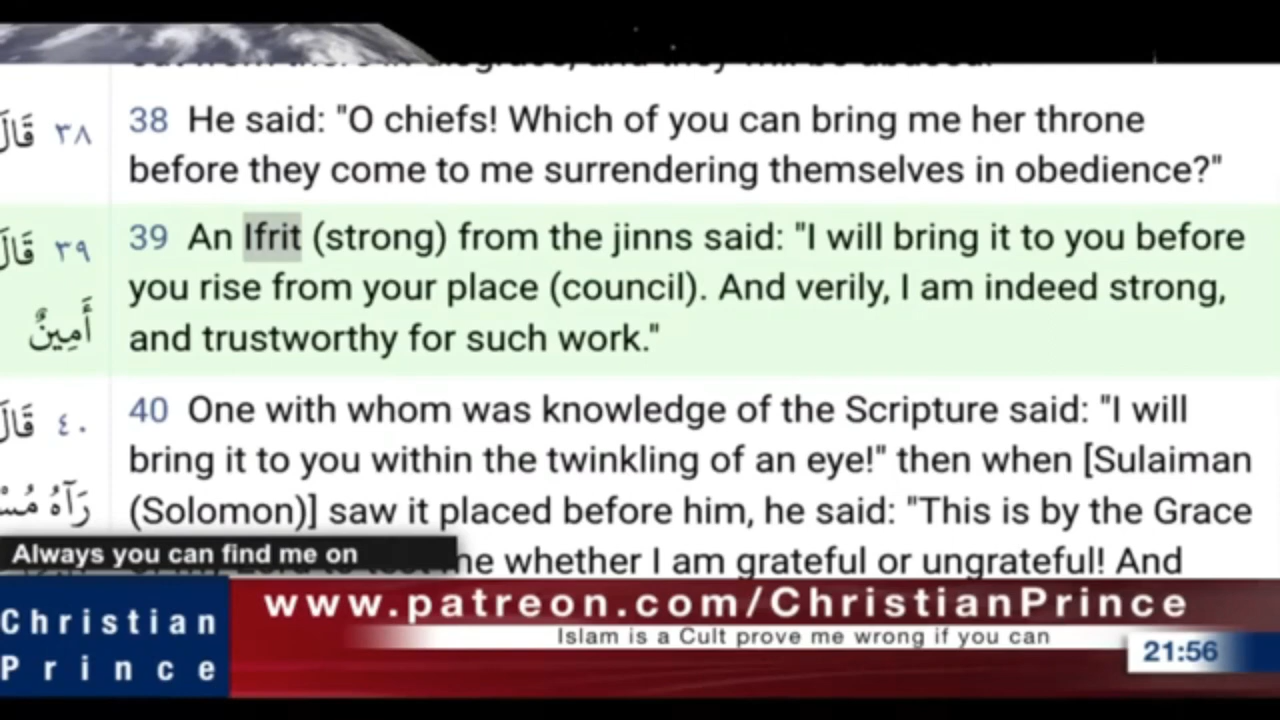 38 He said: "O chiefs! Which of you can bring me her throne
before they come to me surrendering themselves in obedience?"
قَالَ ٣٨
39 An Ifrit (strong) from the jinns said: "I will bring it to you before
you rise from your place (council). And verily, I am indeed strong,
and trustworthy for such work."
قَالَ ٣٩
أَمِينٌ
40 One with whom was knowledge of the Scripture said: "I will
bring it to you within the twinkling of an eye!" then when [Sulaiman
(Solomon)] saw it placed before him, he said: "This is by the Grace
me whether I am grateful or ungrateful! And
قَالَ ٤٠
رَآهُ
Always you can find me on
Christian
Prince
www.patreon.com/ChristianPrince
Islam is a Cult prove me wrong if you can
21:56